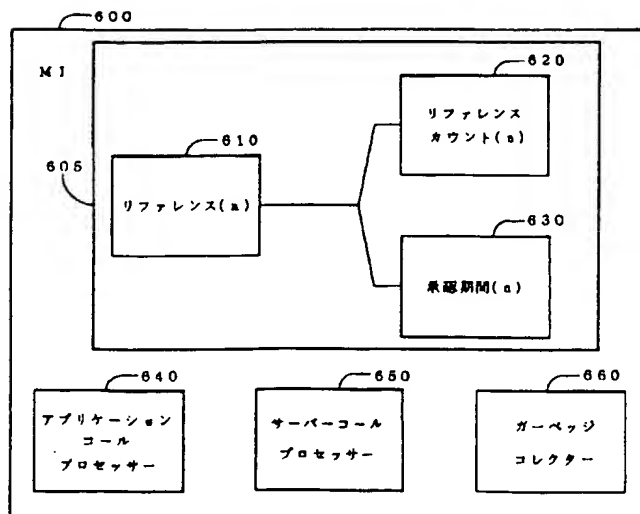 600
MI
620
リファレンス
カウント(n)
610
605
リファレンス(n)
630
承認期間(n)
640
650
660
アプリケーション
コール
プロセッサー
サーバーコール
プロセッサー
ガーベッジ
コレクター